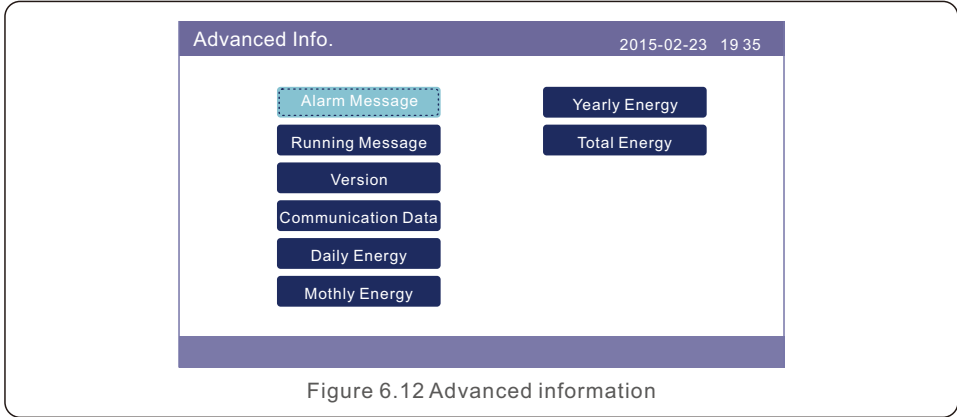 Advanced Info.
2015-02-23 19 35
Alarm Message
Running Message
Version
Communication Data
Daily Energy
Mothly Energy
Yearly Energy
Total Energy
Figure 6.12 Advanced information